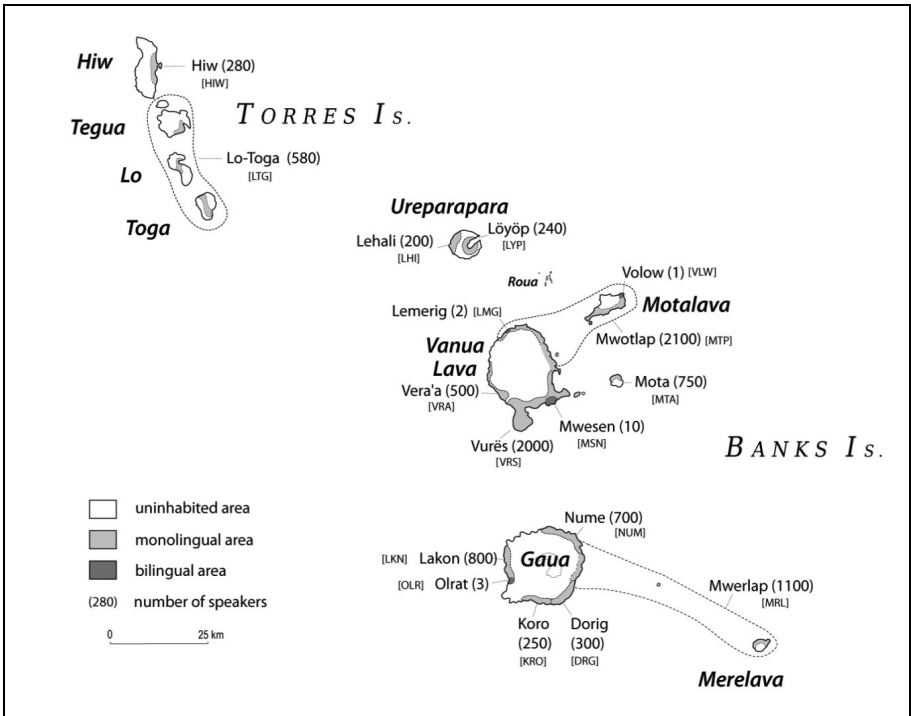 Hiw
Hiw (280)
[HIW]
TORRES IS.
Tegua
Lo-Toga (580)
[LTG]
Lo
Toga
Ureparapara
Löyöp (240)
[LYP]
Lehali (200)
[LHI]
Roua
Volow (1) [VLW]
Motalava
Lemerig (2) [LMG]
Mwotlap (2100) [MTP]
Vanua
Lava
Mota (750)
[MTA]
Vera'a (500)
[VRA]
Mwesen (10)
[MSN]
Vurës (2000)
[VRS]
BANKS IS.
uninhabited area
monolingual area
bilingual area
(280) number of speakers
0 25 km
Nume (700)
[NUM]
[LKN] Lakon (800)
Gaua
[OLR] Olrat (3)
Mwerlap (1100)
[MRL]
Koro
(250)
[KRO]
Dorig
(300)
[DRG]
Merelava